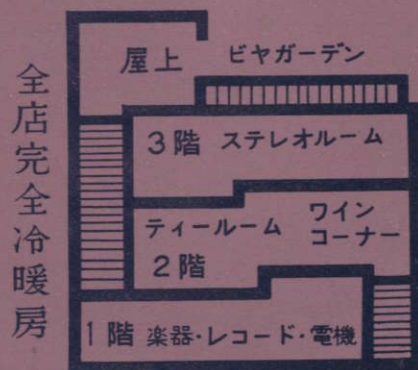 全店完全冷暖房
屋上 ビヤガーデン
3階 ステレオルーム
ティールーム
2階
ワイン
コーナー
1階 楽器・レコード・電機